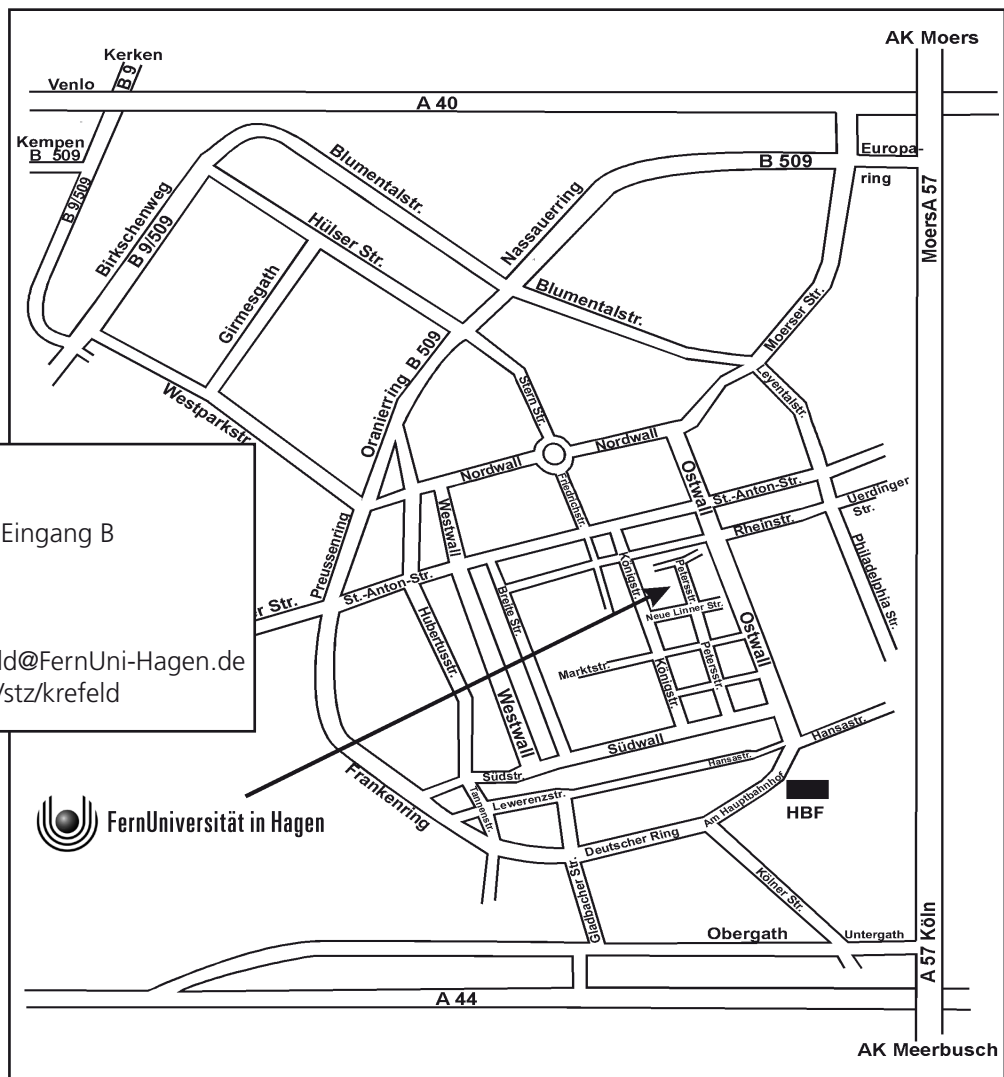 AK Moers
Kerken
B 9
Venlo
A 40
Kempen
B 509
B 9/509
Birkschenweg
B 9/509
Blumentalstr.
Hülser Str.
Girmesgath
Nassauerring
B 509
Europa-
ring
MoersA 57
Blumentalstr.
Moerser Str.
Leyentalstr.
Westparkstr.
Oranierring
B 509
Stern Str.
Nordwall
Nordwall
Ostwall
St.-Anton-Str.
Uerdinger
Str.
Rheinstr.
Friedrichstr.
Westwall
Preussenring
Eingang B
St.-Anton-Str.
er Str.
Königstr.
Petersstr.
Neue Linner Str.
Philadelphia Str.
Breite Str.
Hubertusstr.
Ostwall
ld@FernUni-Hagen.de
/stz/krefeld
Marktstr.
Königstr.
Petersstr.
Westwall
Südwall
Hansastr.
Hansastr.
Südstr.
Frankenring
Tannenstr.
Lewerenzstr.
Am Hauptbahnhof
HBF
FernUniversität in Hagen
Deutscher Ring
Gladbacher Str.
Kölner Str.
Obergath
Untergath
A 57 Köln
A 44
AK Meerbusch